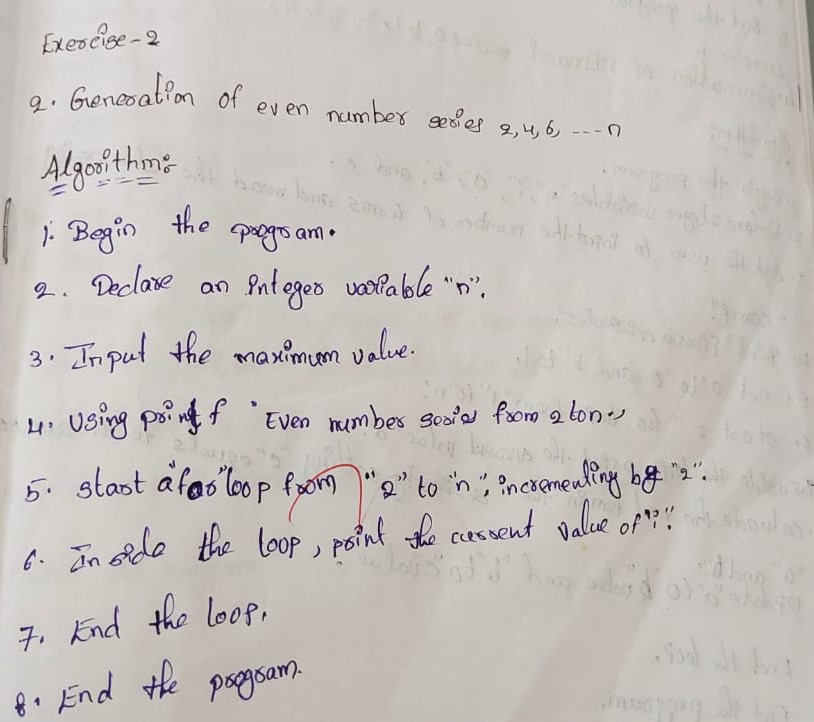 Exercise-2
2. Generation of even number series 2,4,6, ---n
Algorithm:-
1. Begin the program.
2. Declare an integer variable "n".
3. Input the maximum value.
4. Using printf "Even number series from 2 to n"
5. start a "for" loop from "2" to "n", incrementing by "2".
6. Inside the loop, print the current value of "i".
7. End the loop.
8. End the program.